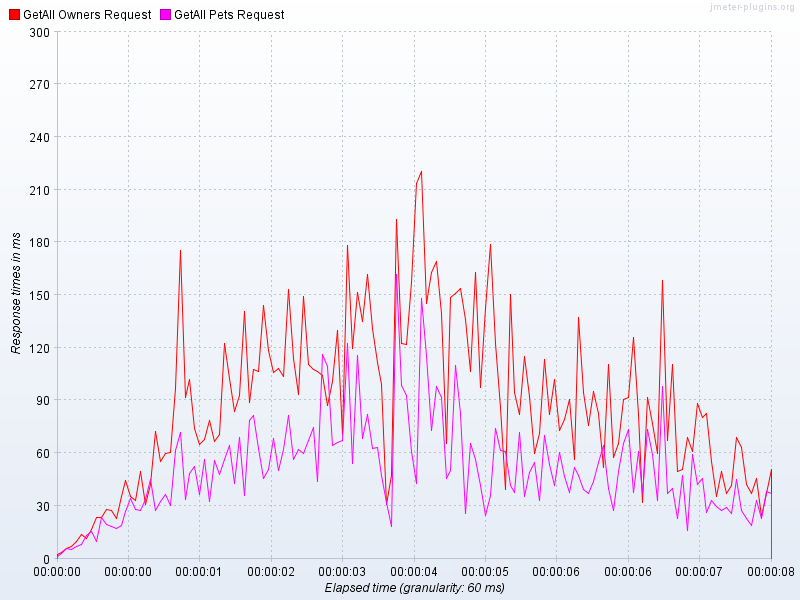 jmeter-plugins.org
GetAll Owners Request GetAll Pets Request
300
270
240
210
180
150
120
90
60
30
0
Response times in ms
00:00:00 00:00:00 00:00:01 00:00:02 00:00:03 00:00:04 00:00:05 00:00:06 00:00:06 00:00:07 00:00:08
Elapsed time (granularity: 60 ms)